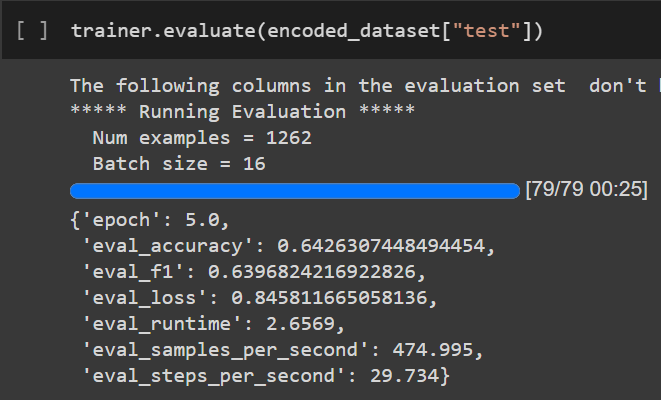 [ ] trainer.evaluate(encoded_dataset["test"])
The following columns in the evaluation set  don't
***** Running Evaluation *****
  Num examples = 1262
  Batch size = 16
[79/79 00:25]
{'epoch': 5.0,
 'eval_accuracy': 0.6426307448494454,
 'eval_f1': 0.6396824216922826,
 'eval_loss': 0.845811665058136,
 'eval_runtime': 2.6569,
 'eval_samples_per_second': 474.995,
 'eval_steps_per_second': 29.734}